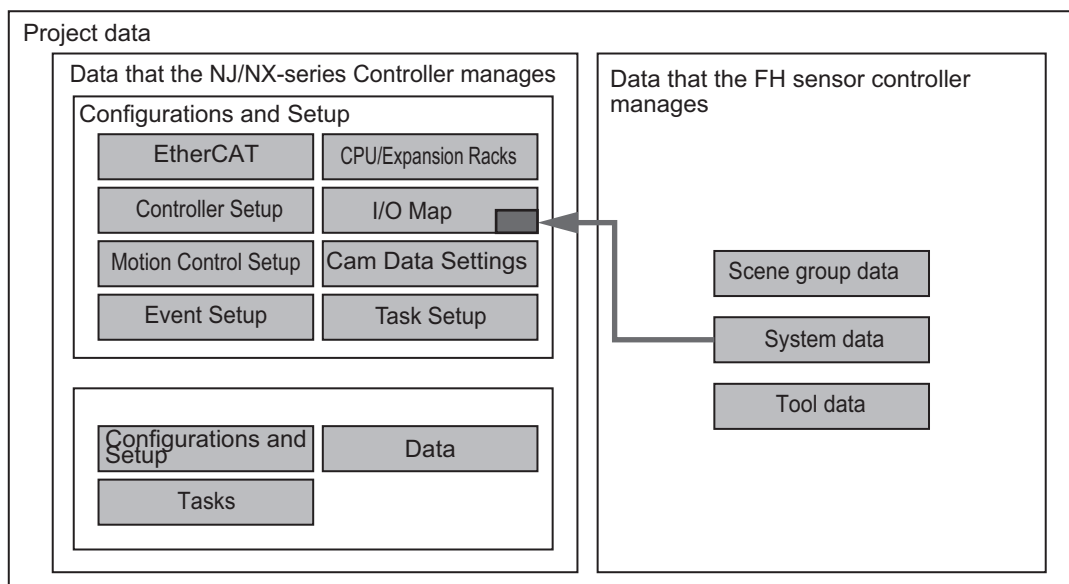 Project data
Data that the NJ/NX-series Controller manages
Configurations and Setup
EtherCAT
CPU/Expansion Racks
Controller Setup
I/O Map
Motion Control Setup
Cam Data Settings
Event Setup
Task Setup
Configurations and
Setup
Data
Tasks
Data that the FH sensor controller
manages
Scene group data
System data
Tool data